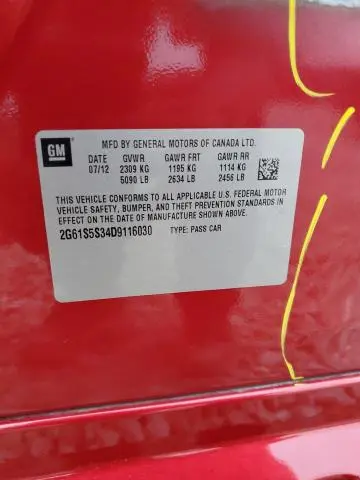 GM
MFD BY GENERAL MOTORS OF CANADA LTD.
DATE GVWR GAWR FRT GAWR RR
07/12 2309 KG 1195 KG 1114 KG
5090 LB 2634 LB 2456 LB
THIS VEHICLE CONFORMS TO ALL APPLICABLE U.S. FEDERAL MOTOR
VEHICLE SAFETY, BUMPER, AND THEFT PREVENTION STANDARDS IN
EFFECT ON THE DATE OF MANUFACTURE SHOWN ABOVE.
2G61S5S34D9116030 TYPE: PASS CAR